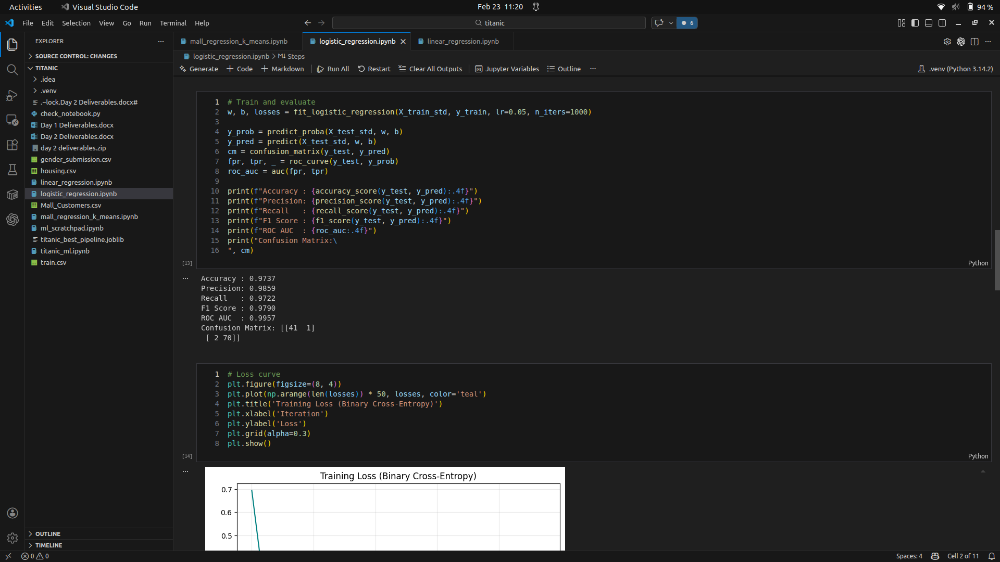 Activities
Visual Studio Code
Feb 23 11:20
94 %
File Edit Selection View Go Run Terminal Help
titanic
6
EXPLORER
SOURCE CONTROL: CHANGES
TITANIC
.idea
.venv
.~lock.Day 2 Deliverables.docx#
check_notebook.py
Day 1 Deliverables.docx
Day 2 Deliverables.docx
day 2 deliverables.zip
gender_submission.csv
housing.csv
linear_regression.ipynb
logistic_regression.ipynb
Mall_Customers.csv
mall_regression_k_means.ipynb
ml_scratchpad.ipynb
titanic_best_pipeline.joblib
titanic_ml.ipynb
train.csv
OUTLINE
TIMELINE
mall_regression_k_means.ipynb
logistic_regression.ipynb
linear_regression.ipynb
logistic_regression.ipynb > M↓ Steps
Generate + Code + Markdown | Run All Restart Clear All Outputs | Jupyter Variables Outline ...
.venv (Python 3.14.2)
1 # Train and evaluate
2 w, b, losses = fit_logistic_regression(X_train_std, y_train, lr=0.05, n_iters=1000)
3
4 y_prob = predict_proba(X_test_std, w, b)
5 y_pred = predict(X_test_std, w, b)
6 cm = confusion_matrix(y_test, y_pred)
7 fpr, tpr, _ = roc_curve(y_test, y_prob)
8 roc_auc = auc(fpr, tpr)
9
10 print(f"Accuracy : {accuracy_score(y_test, y_pred):.4f}")
11 print(f"Precision: {precision_score(y_test, y_pred):.4f}")
12 print(f"Recall   : {recall_score(y_test, y_pred):.4f}")
13 print(f"F1 Score : {f1_score(y_test, y_pred):.4f}")
14 print(f"ROC AUC  : {roc_auc:.4f}")
15 print("Confusion Matrix:\
16 ", cm)
[13]
Python
Accuracy : 0.9737
Precision: 0.9859
Recall   : 0.9722
F1 Score : 0.9790
ROC AUC  : 0.9957
Confusion Matrix: [[41  1]
 [ 2 70]]
1 # Loss curve
2 plt.figure(figsize=(8, 4))
3 plt.plot(np.arange(len(losses)) * 50, losses, color='teal')
4 plt.title('Training Loss (Binary Cross-Entropy)')
5 plt.xlabel('Iteration')
6 plt.ylabel('Loss')
7 plt.grid(alpha=0.3)
8 plt.show()
[14]
Python
Training Loss (Binary Cross-Entropy)
0.7
0.6
0.5
0 0
Spaces: 4
Cell 2 of 11